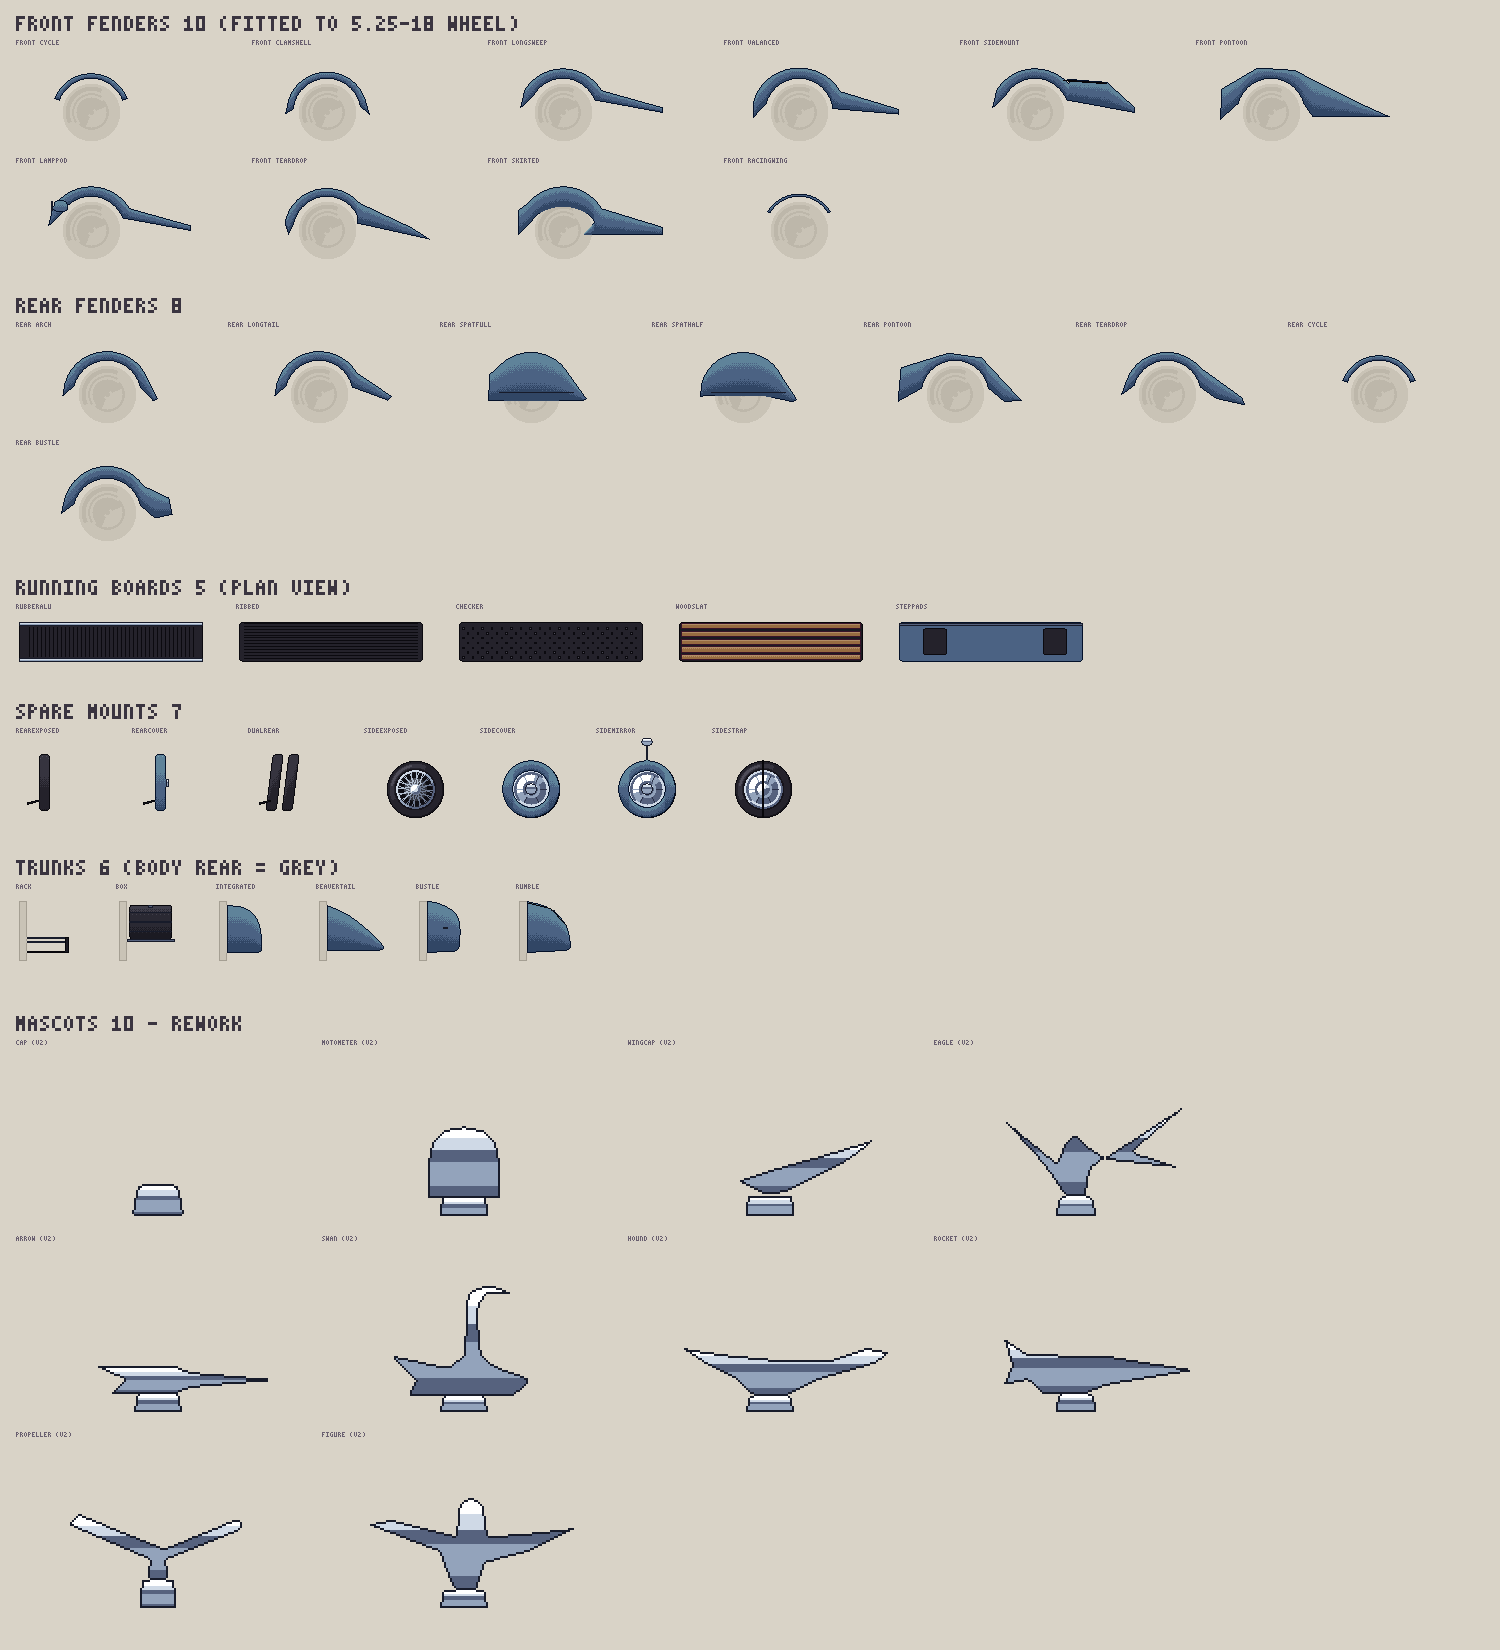 FRONT FENDERS 10 (FITTED TO 5.25-18 WHEEL)
FRONT CYCLE
FRONT CLAMSHELL
FRONT LONGSWEEP
FRONT VALANCED
FRONT SIDEMOUNT
FRONT PONTOON
FRONT LAMPPOD
FRONT TEARDROP
FRONT SKIRTED
FRONT RACINGWING
REAR FENDERS 8
REAR ARCH
REAR LONGTAIL
REAR SPATFULL
REAR SPATHALF
REAR PONTOON
REAR TEARDROP
REAR CYCLE
REAR BUSTLE
RUNNING BOARDS 5 (PLAN VIEW)
RUBBERALU
RIBBED
CHECKER
WOODSLAT
STEPPADS
SPARE MOUNTS 7
REAREXPOSED
REARCOVER
DUALREAR
SIDEEXPOSED
SIDECOVER
SIDEMIRROR
SIDESTRAP
TRUNKS 6 (BODY REAR = GREY)
RACK
BOX
INTEGRATED
BEAVERTAIL
BUSTLE
RUMBLE
MASCOTS 10 - REWORK
CAP (V2)
MOTOMETER (V2)
WINGCAP (V2)
EAGLE (V2)
ARROW (V2)
SWAN (V2)
HOUND (V2)
ROCKET (V2)
PROPELLER (V2)
FIGURE (V2)